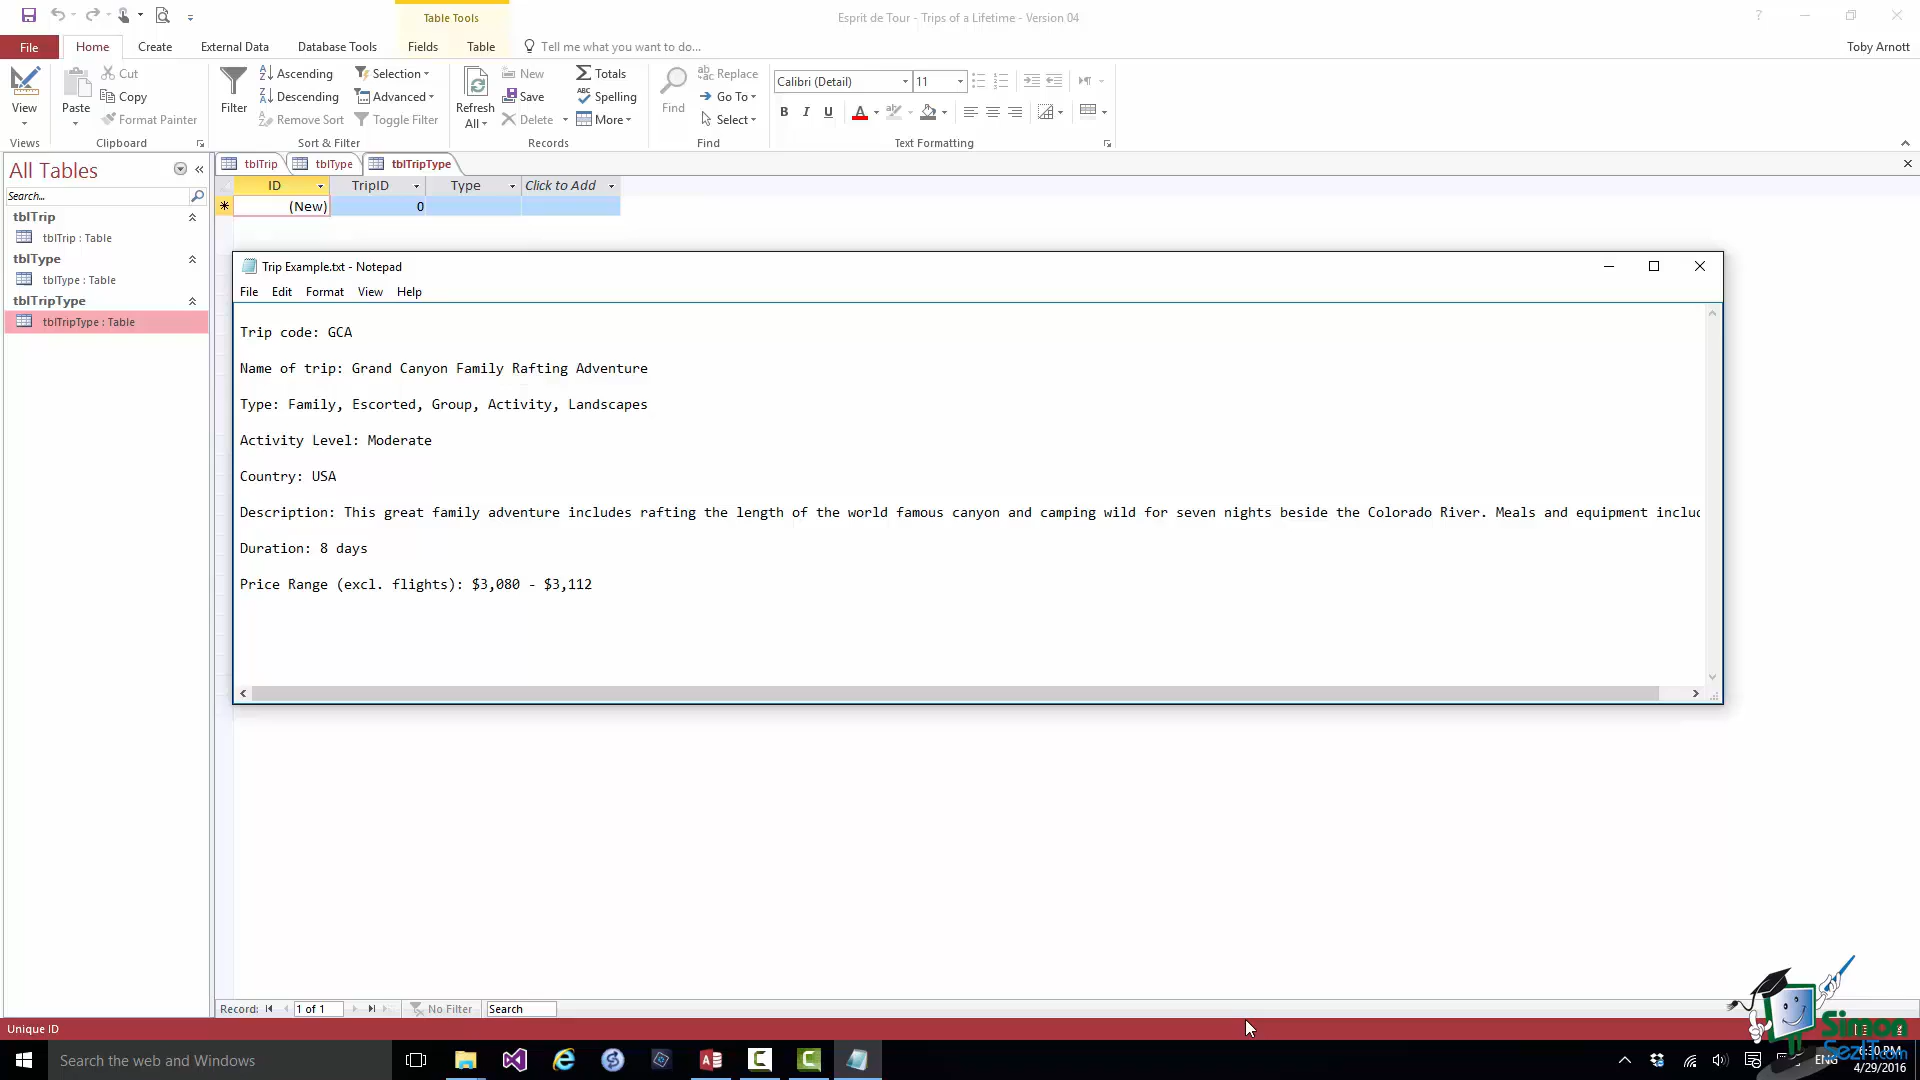 Table Tools
Esprit de Tour - Trips of a Lifetime - Version 04
?
File
Home
Create
External Data
Database Tools
Fields
Table
Tell me what you want to do...
Toby Arnott
View
Paste
Cut
Copy
Format Painter
Filter
Ascending
Descending
Remove Sort
Selection
Advanced
Toggle Filter
Refresh
All
New
Save
Delete
Totals
Spelling
More
Find
Replace
Go To
Select
Calibri (Detail)
11
B I U A
Views
Clipboard
Sort & Filter
Records
Find
Text Formatting
All Tables
Search...
tblTrip
tblTrip : Table
tblType
tblType : Table
tblTripType
tblTripType : Table
tblTrip
tblType
tblTripType
ID
TripID
Type
Click to Add
(New)
0
Trip Example.txt - Notepad
File
Edit
Format
View
Help
Trip code: GCA
Name of trip: Grand Canyon Family Rafting Adventure
Type: Family, Escorted, Group, Activity, Landscapes
Activity Level: Moderate
Country: USA
Description: This great family adventure includes rafting the length of the world famous canyon and camping wild for seven nights beside the Colorado River. Meals and equipment includ
Duration: 8 days
Price Range (excl. flights): $3,080 - $3,112
Record:
1 of 1
No Filter
Search
Unique ID
Simon
SezIT.com
Search the web and Windows
ENG
6:30 PM
4/29/2016